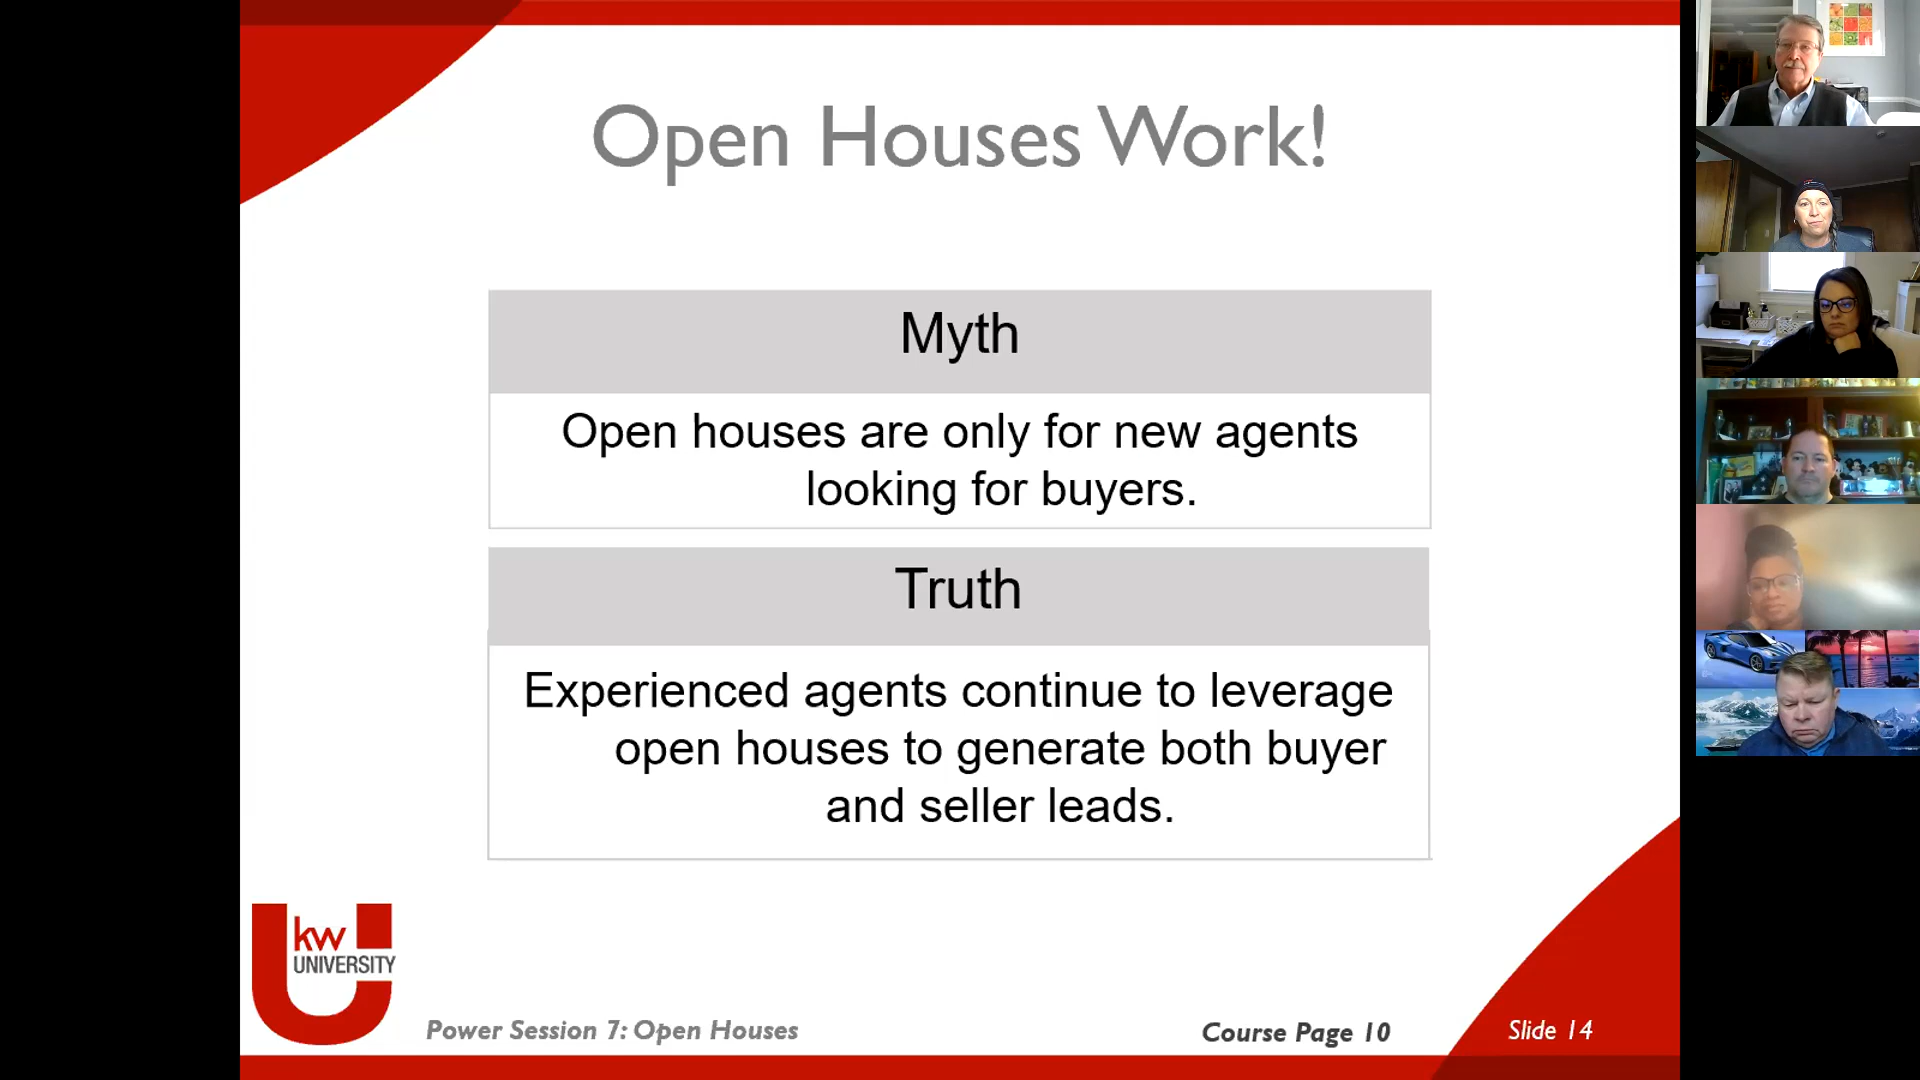 Open Houses Work!
Myth
Open houses are only for new agents
looking for buyers.
Truth
Experienced agents continue to leverage
open houses to generate both buyer
and seller leads.
kw
UNIVERSITY
Power Session 7: Open Houses
Course Page 10
Slide 14